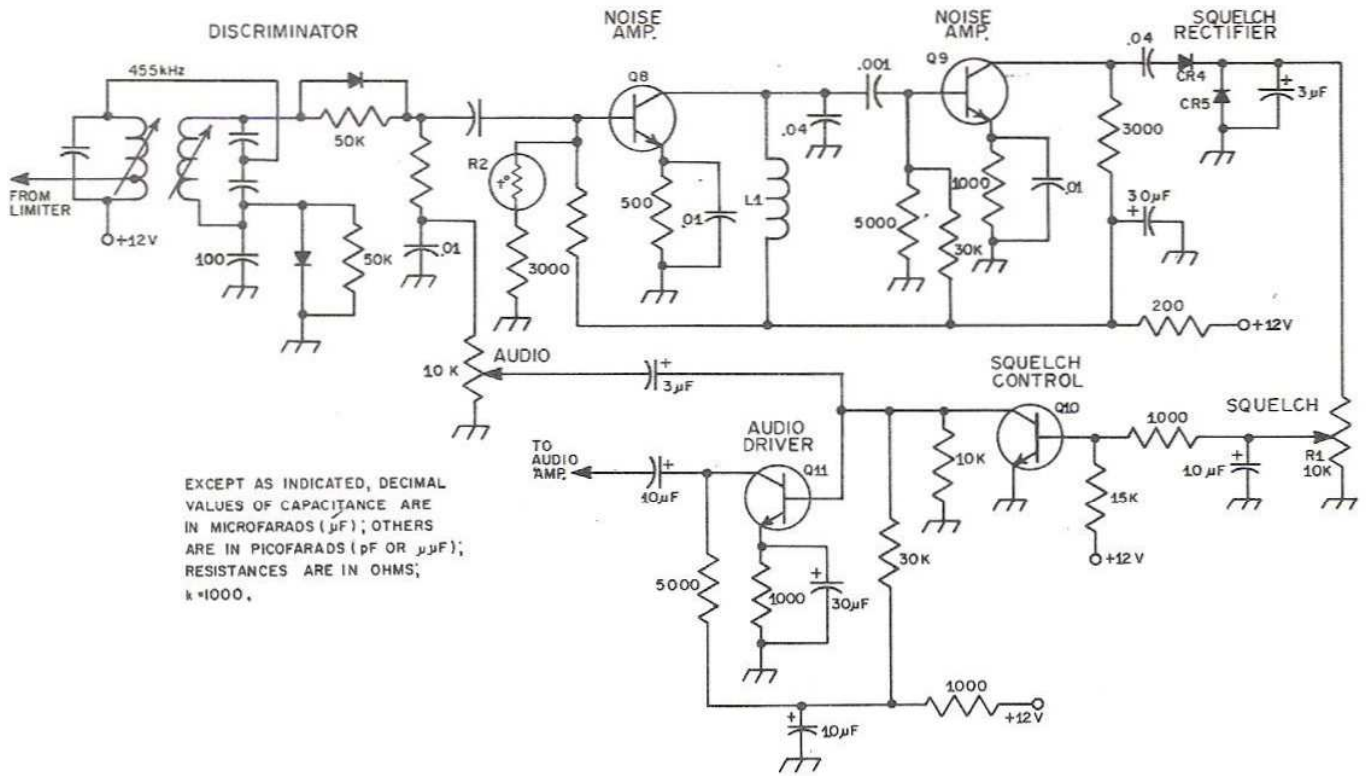 DISCRIMINATOR
NOISE
AMP.
NOISE
AMP.
SQUELCH
RECTIFIER
455kHz
Q8
Q9
.04
CR4
CR5
3µF
.001
50K
R2
t°
.04
3000
FROM
LIMITER
+12V
500
.01
L1
5000
1000
.01
30µF
30K
100
50K
.01
3000
200
+12V
10K
AUDIO
3µF
SQUELCH
CONTROL
Q10
1000
SQUELCH
R1
10K
AUDIO
DRIVER
Q11
TO
AUDIO
AMP.
10µF
10K
15K
10µF
+12V
EXCEPT AS INDICATED, DECIMAL
VALUES OF CAPACITANCE ARE
IN MICROFARADS (µF); OTHERS
ARE IN PICOFARADS (pF OR µµF);
RESISTANCES ARE IN OHMS;
k=1000.
5000
1000
30µF
30K
1000
+12V
10µF